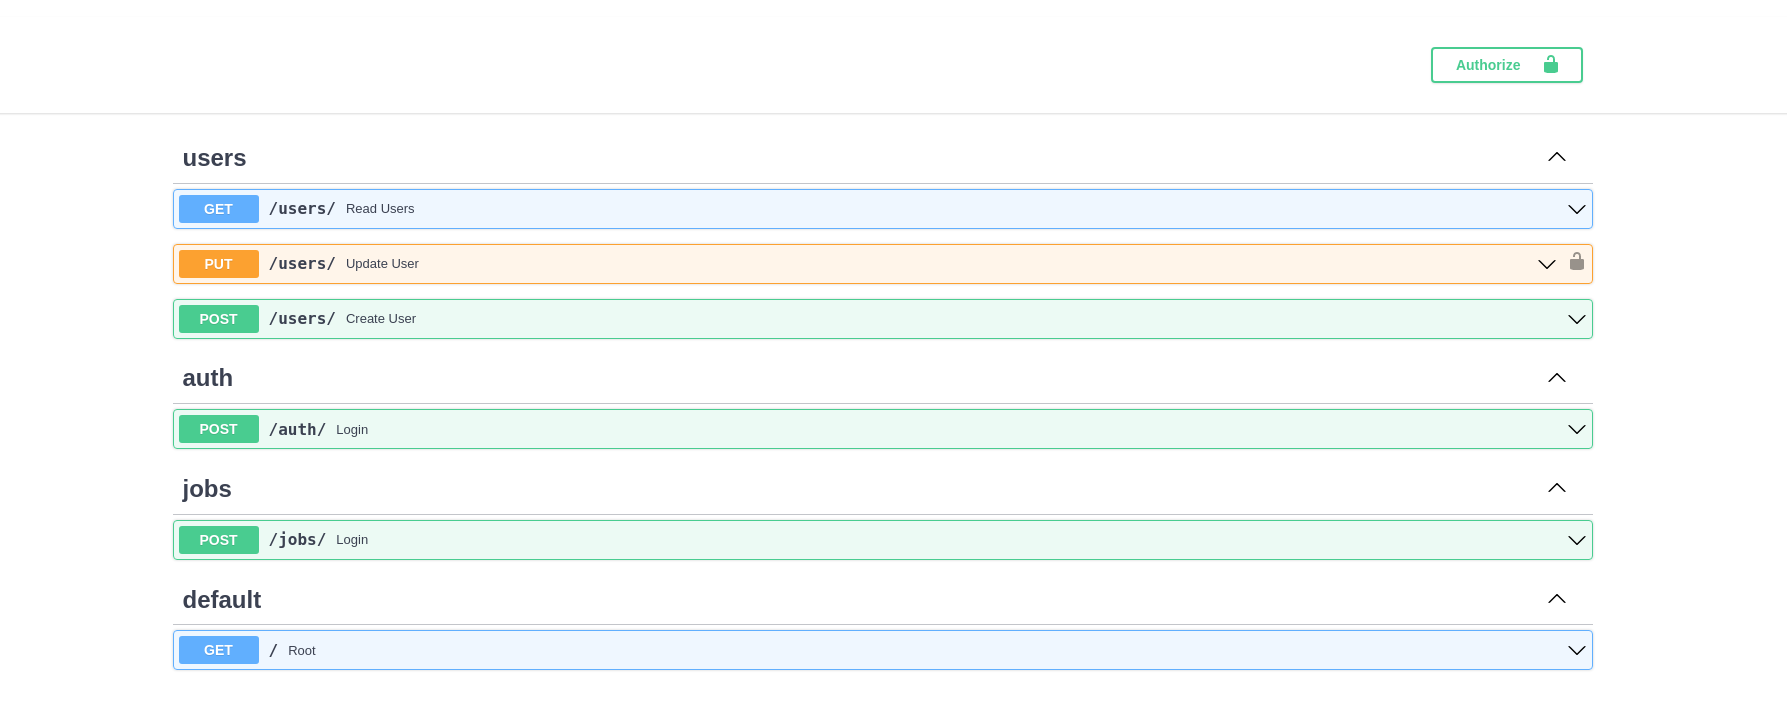 Authorize
users
GET /users/ Read Users
PUT /users/ Update User
POST /users/ Create User
auth
POST /auth/ Login
jobs
POST /jobs/ Login
default
GET / Root